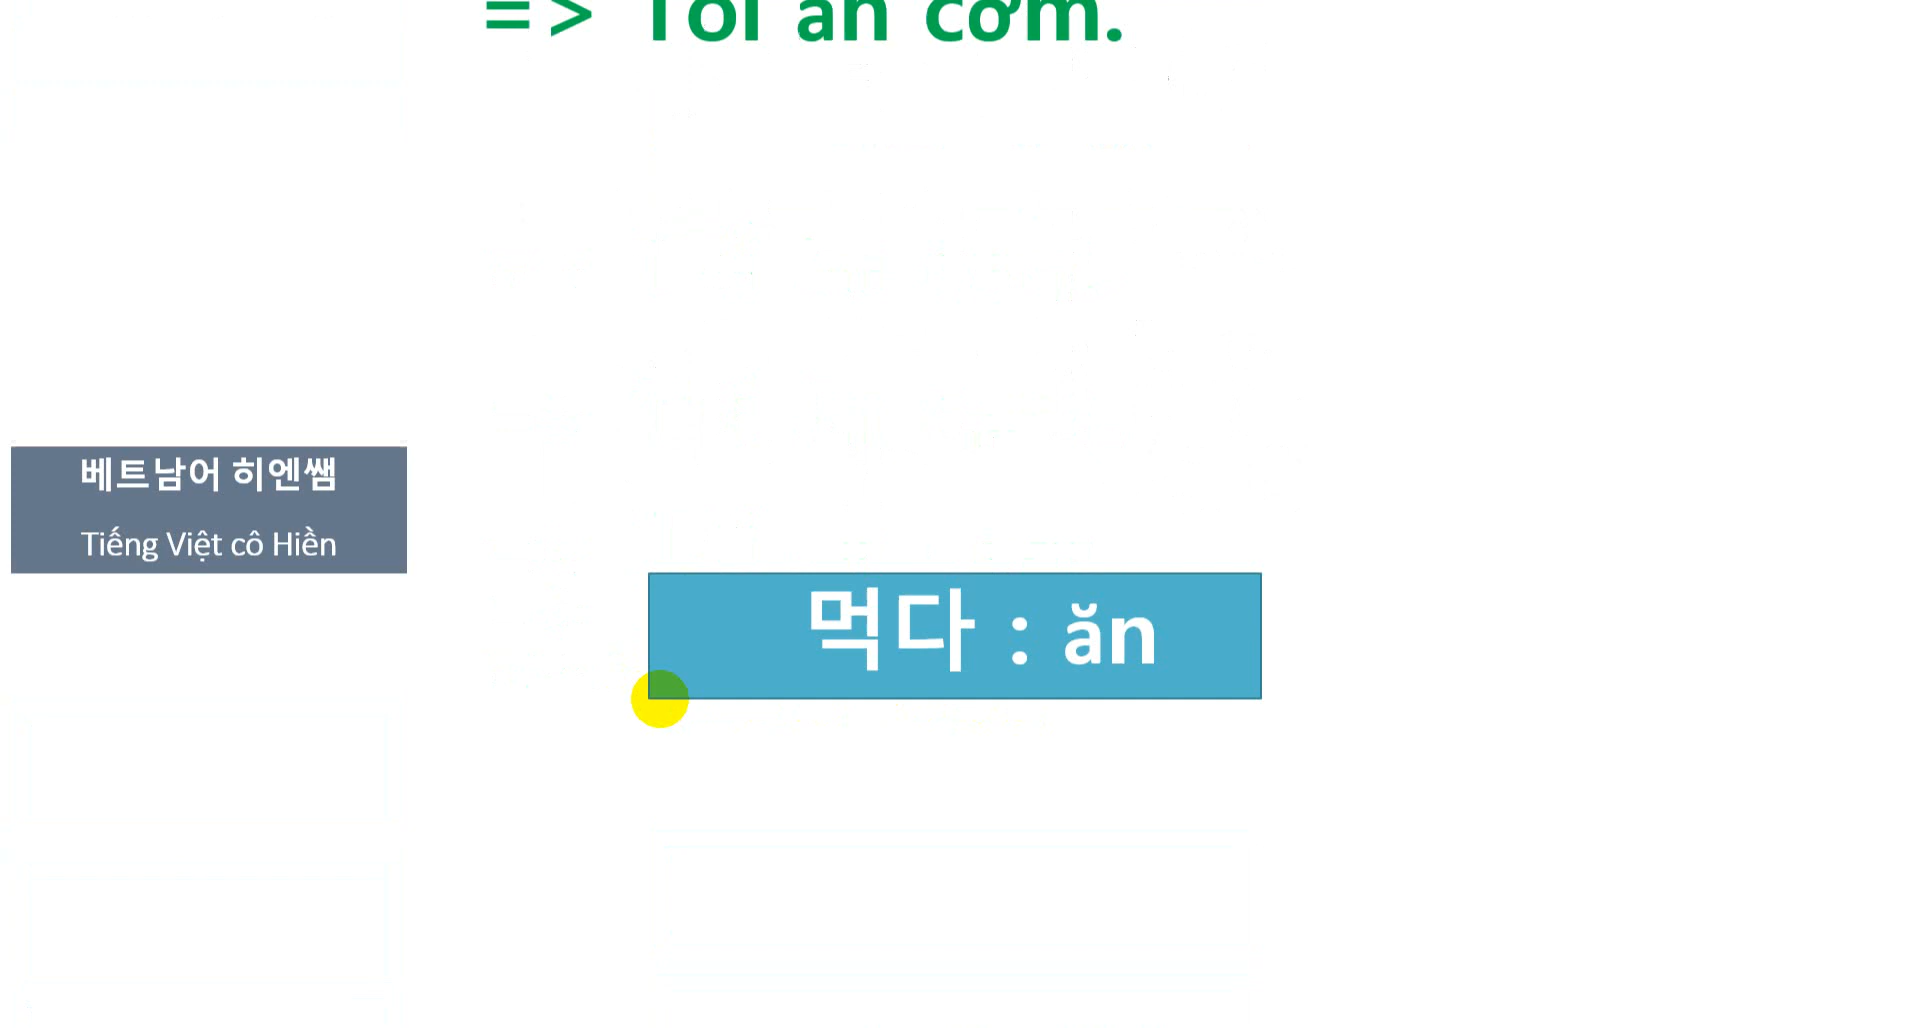 => Tôi ăn cơm.
베트남어 히엔쌤
Tiếng Việt cô Hiền
먹다 : ăn